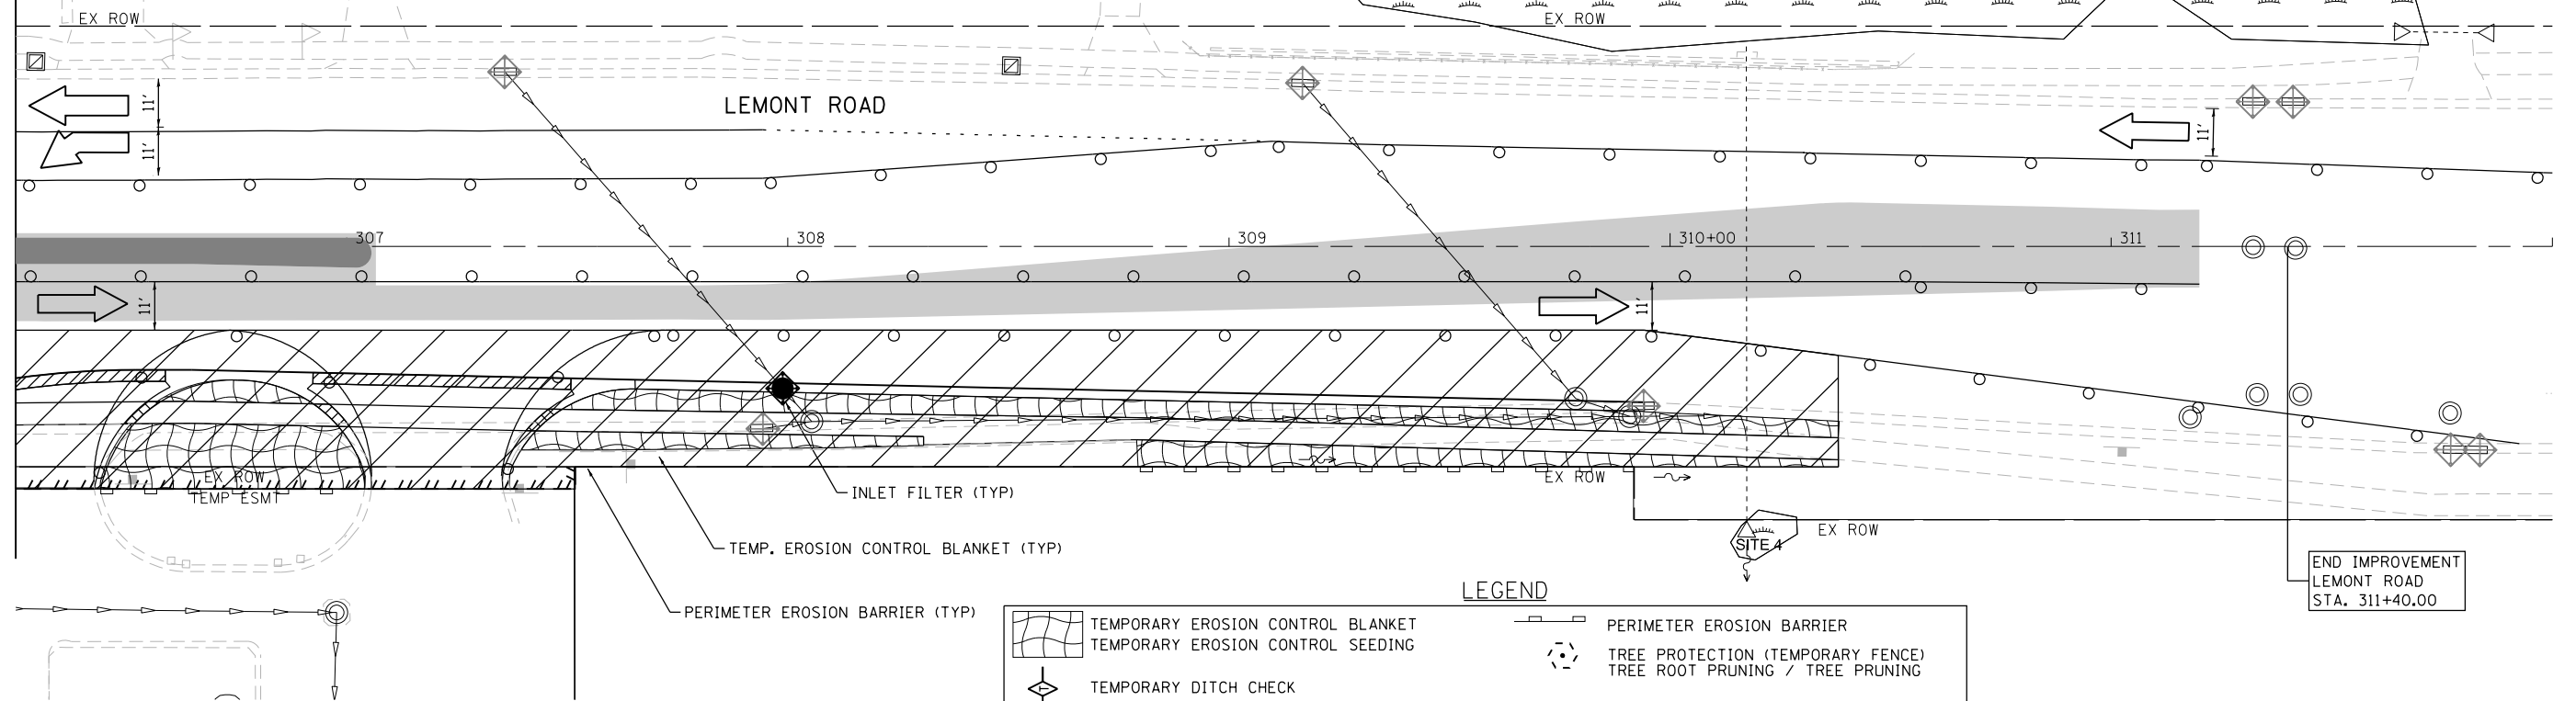 EX ROW
EX ROW
LEMONT ROAD
11'
11'
11'
307
308
309
310+00
311
11'
11'
EX ROW
TEMP ESMT
EX ROW
INLET FILTER (TYP)
EX ROW
SITE 4
TEMP. EROSION CONTROL BLANKET (TYP)
PERIMETER EROSION BARRIER (TYP)
END IMPROVEMENT
LEMONT ROAD
STA. 311+40.00
LEGEND
TEMPORARY EROSION CONTROL BLANKET
TEMPORARY EROSION CONTROL SEEDING
PERIMETER EROSION BARRIER
TREE PROTECTION (TEMPORARY FENCE)
TREE ROOT PRUNING / TREE PRUNING
TEMPORARY DITCH CHECK